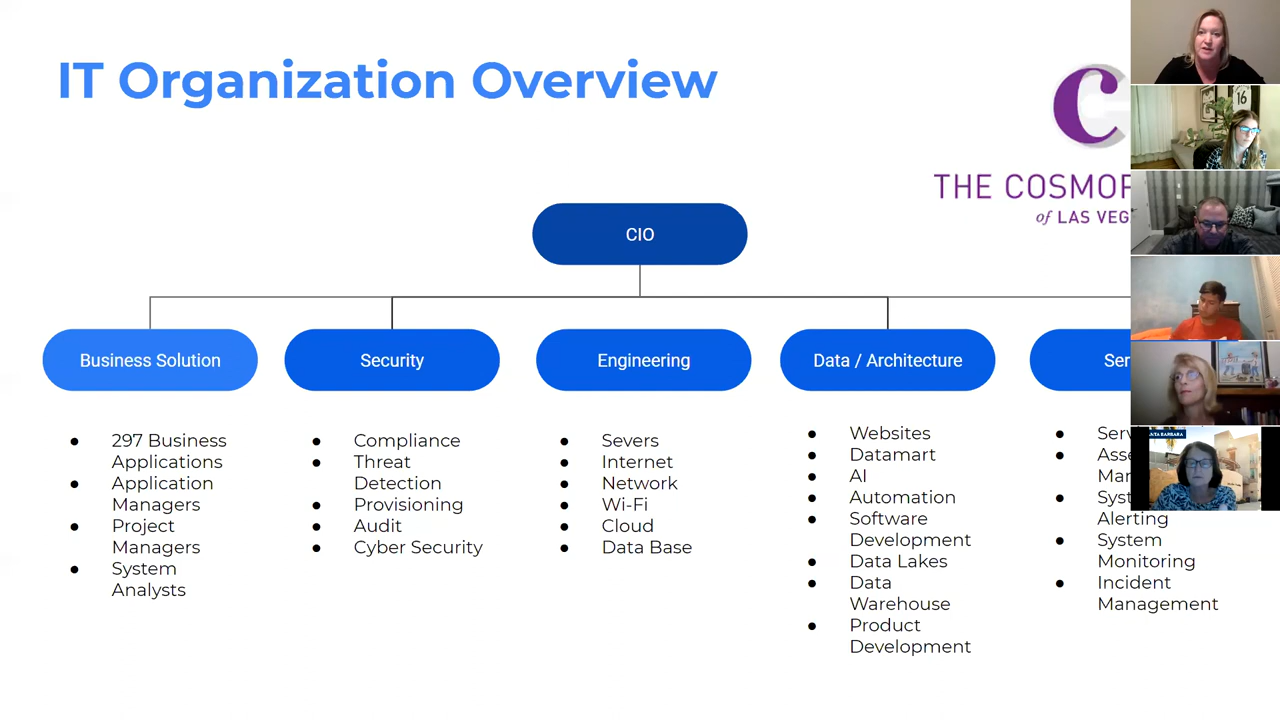 IT Organization Overview
THE COSMO
of LAS VEG
16
CIO
Business Solution
Security
Engineering
Data / Architecture
Ser
297 Business
Applications
Application
Managers
Project
Managers
System
Analysts
Compliance
Threat
Detection
Provisioning
Audit
Cyber Security
Severs
Internet
Network
Wi-Fi
Cloud
Data Base
Websites
Datamart
AI
Automation
Software
Development
Data Lakes
Data
Warehouse
Product
Development
Serv
Asse
Man
Syst
Alerting
System
Monitoring
Incident
Management